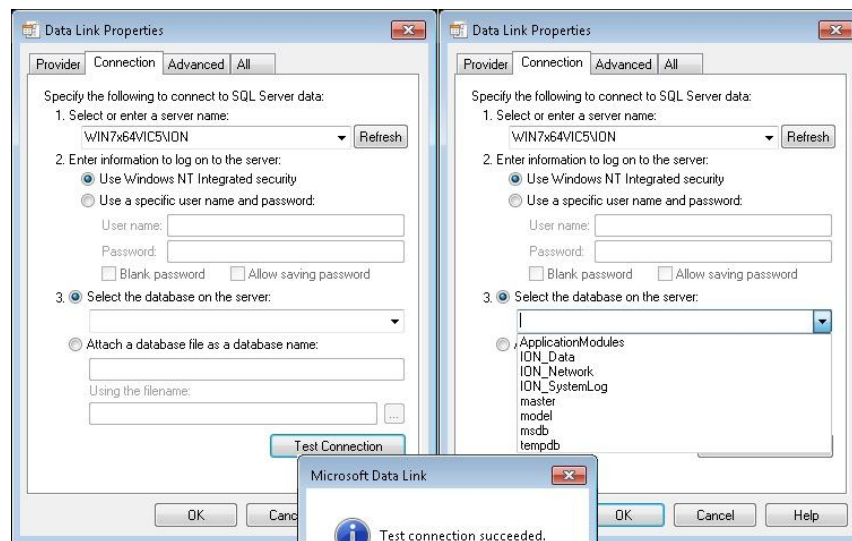 Data Link Properties
Provider Connection Advanced All
Specify the following to connect to SQL Server data:
1. Select or enter a server name:
WIN7x64VIC5\ION Refresh
2. Enter information to log on to the server:
Use Windows NT Integrated security
Use a specific user name and password:
User name:
Password:
Blank password Allow saving password
3. Select the database on the server:
Attach a database file as a database name:
Using the filename:
...
Test Connection
OK
Microsoft Data Link
Test connection succeeded.
Data Link Properties
Provider Connection Advanced All
Specify the following to connect to SQL Server data:
1. Select or enter a server name:
WIN7x64VIC5\ION Refresh
2. Enter information to log on to the server:
Use Windows NT Integrated security
Use a specific user name and password:
User name:
Password:
Blank password Allow saving password
3. Select the database on the server:
ApplicationModules
ION_Data
ION_Network
ION_SystemLog
master
model
msdb
tempdb
OK Cancel Help